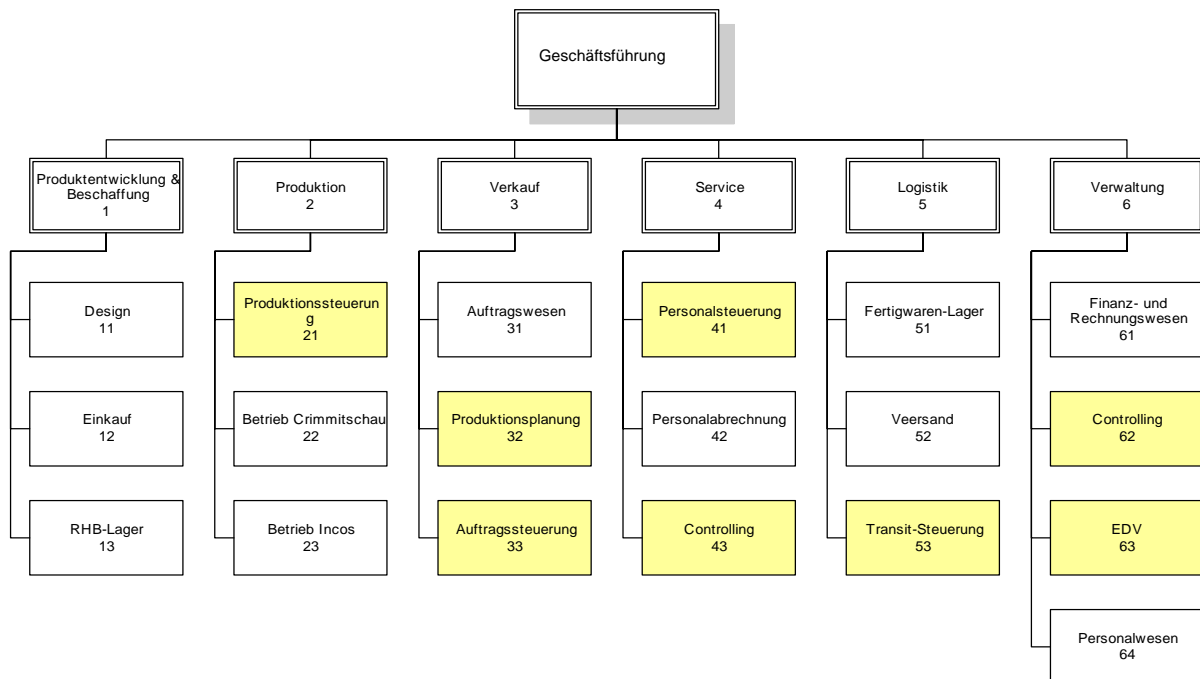 Geschäftsführung
Produktentwicklung &
Beschaffung
1
Produktion
2
Verkauf
3
Service
4
Logistik
5
Verwaltung
6
Design
11
Produktionssteuerun
g
21
Auftragswesen
31
Personalsteuerung
41
Fertigwaren-Lager
51
Finanz- und
Rechnungswesen
61
Einkauf
12
Betrieb Crimmitschau
22
Produktionsplanung
32
Personalabrechnung
42
Veersand
52
Controlling
62
RHB-Lager
13
Betrieb Incos
23
Auftragssteuerung
33
Controlling
43
Transit-Steuerung
53
EDV
63
Personalwesen
64